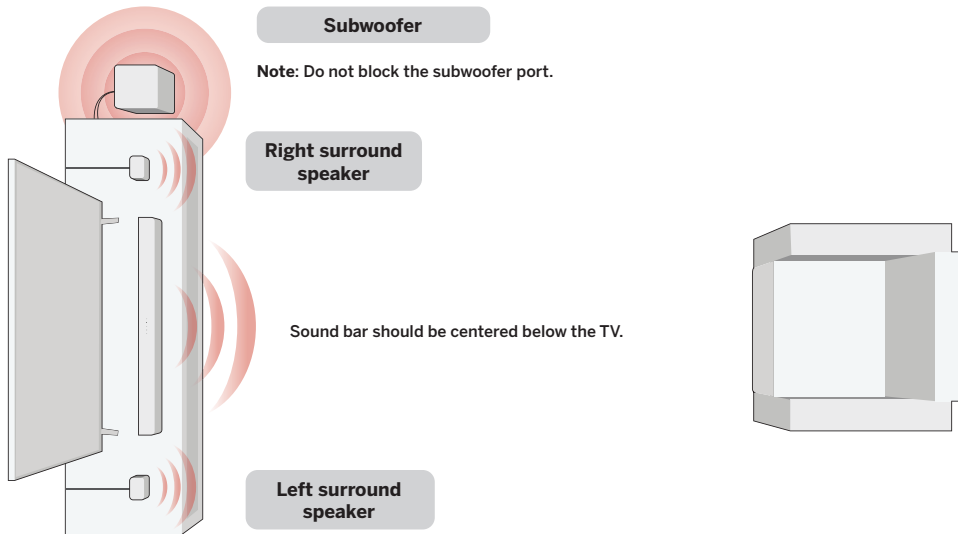 Subwoofer
Note: Do not block the subwoofer port.
Right surround
speaker
Sound bar should be centered below the TV.
Left surround
speaker